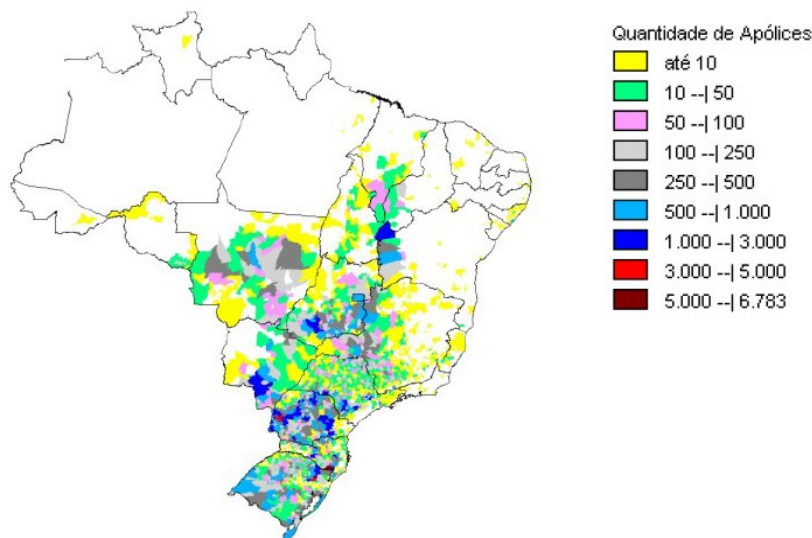 Quantidade de Apólices
até 10
10 --| 50
50 --| 100
100 --| 250
250 --| 500
500 --| 1.000
1.000 --| 3.000
3.000 --| 5.000
5.000 --| 6.783